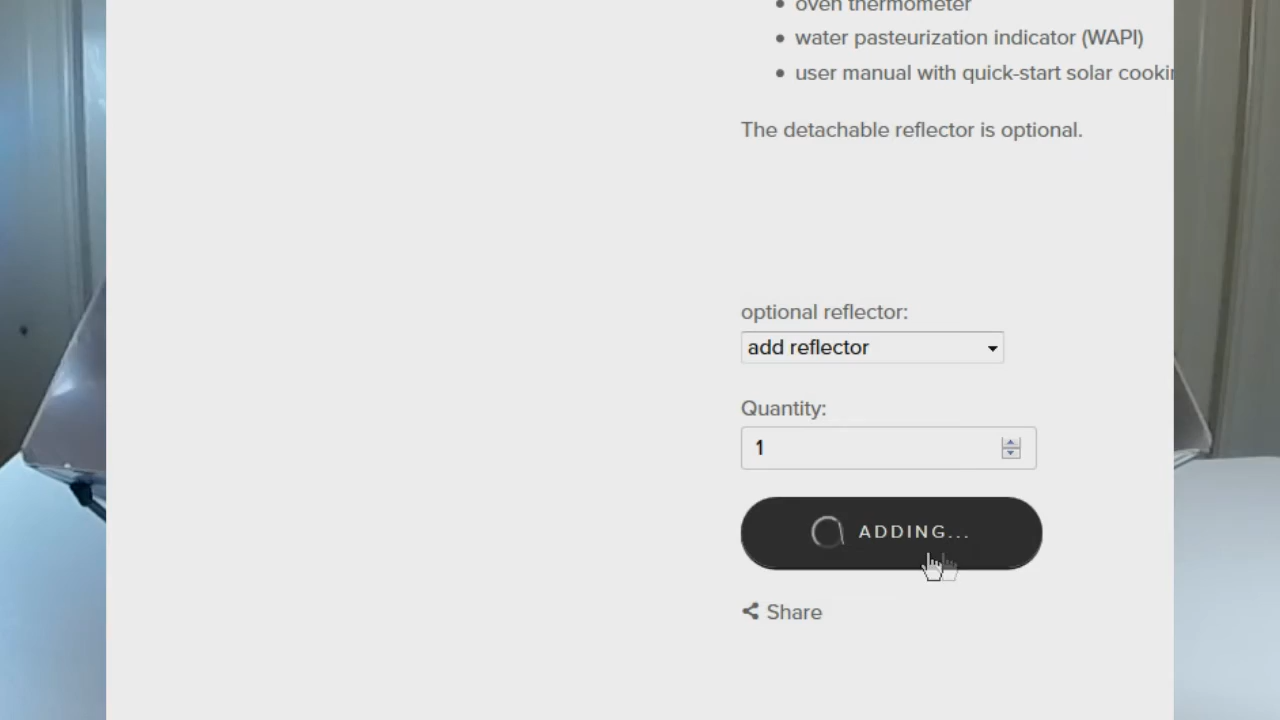 oven thermometer
water pasteurization indicator (WAPI)
user manual with quick-start solar
The detachable reflector is optional.
optional reflector:
add reflector
Quantity:
1
ADDING...
Share